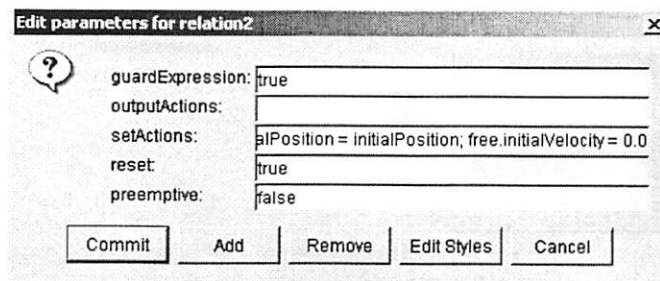 Edit parameters for relation2
?
guardExpression: true
outputActions:
setActions: alPosition = initialPosition; free.initialVelocity = 0.0
reset: true
preemptive: false
Commit Add Remove Edit Styles Cancel